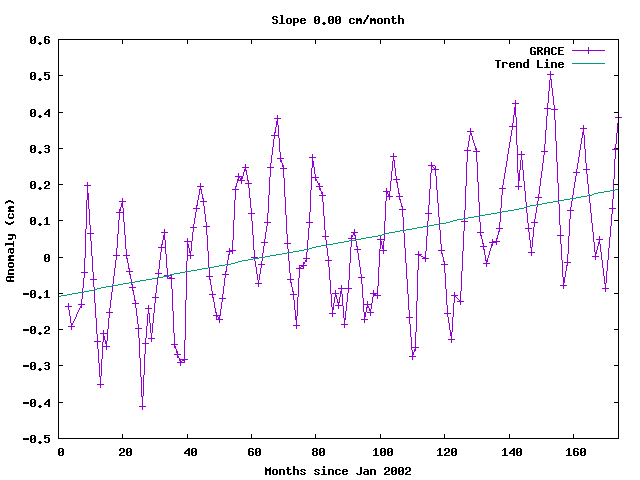 Slope 0.00 cm/month
GRACE
Trend Line
0.6
0.5
0.4
0.3
0.2
0.1
0
-0.1
-0.2
-0.3
-0.4
-0.5
Anomaly (cm)
0 20 40 60 80 100 120 140 160
Months since Jan 2002